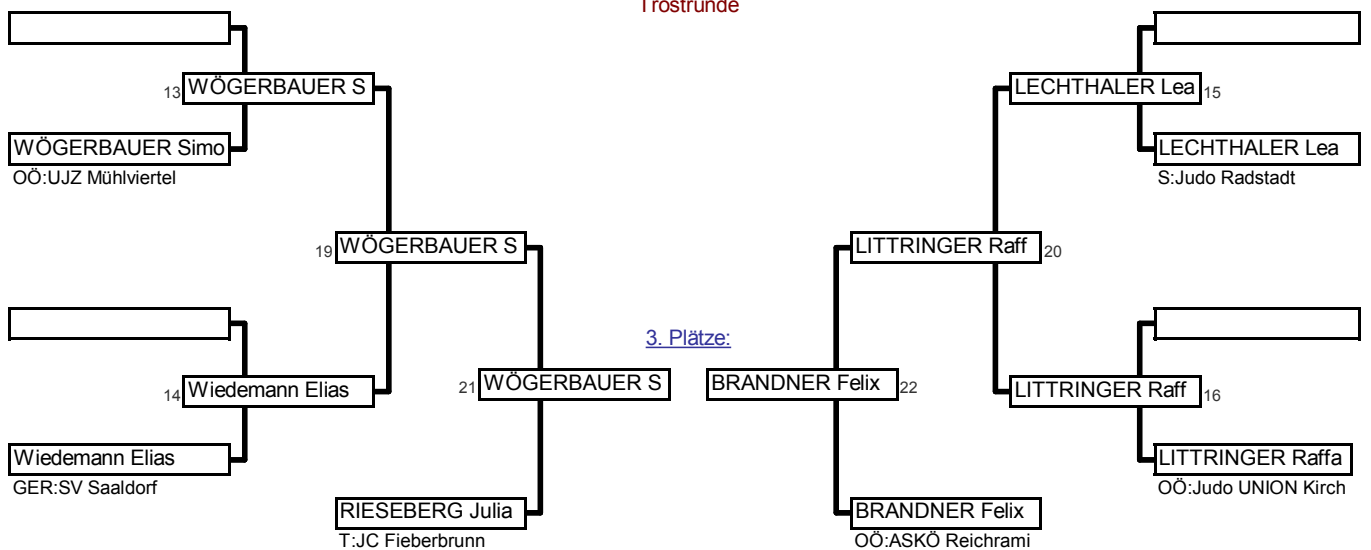 Trostrunde
13 WÖGERBAUER S
LECHTHALER Lea 15
WÖGERBAUER Simo
LECHTHALER Lea
OÖ:UJZ Mühlviertel
S:Judo Radstadt
19 WÖGERBAUER S
LITTRINGER Raff 20
3. Plätze:
14 Wiedemann Elias
21 WÖGERBAUER S
BRANDNER Felix 22
LITTRINGER Raff 16
Wiedemann Elias
LITTRINGER Raffa
GER:SV Saaldorf
OÖ:Judo UNION Kirch
RIESEBERG Julia
BRANDNER Felix
T:JC Fieberbrunn
OÖ:ASKÖ Reichrami